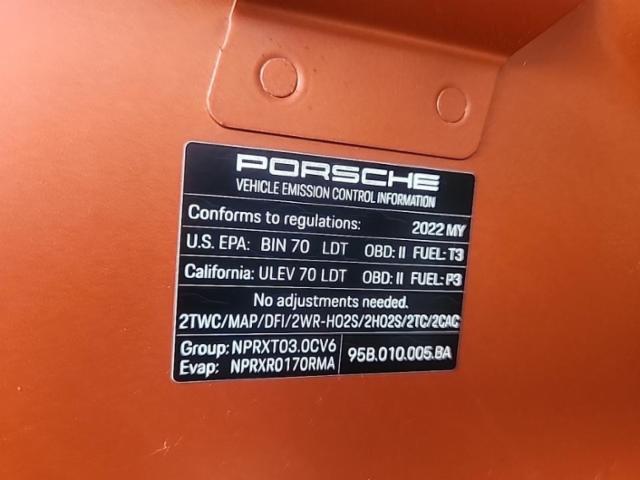 PORSCHE
VEHICLE EMISSION CONTROL INFORMATION
Conforms to regulations: 2022 MY
U.S. EPA: BIN 70 LDT OBD: II FUEL: T3
California: ULEV 70 LDT OBD: II FUEL: P3
No adjustments needed.
2TWC/MAP/DFI/2WR-HO2S/2HO2S/2TC/2CAC
Group: NPRXT03.0CV6
Evap: NPRXR0170RMA
95B.010.005.BA